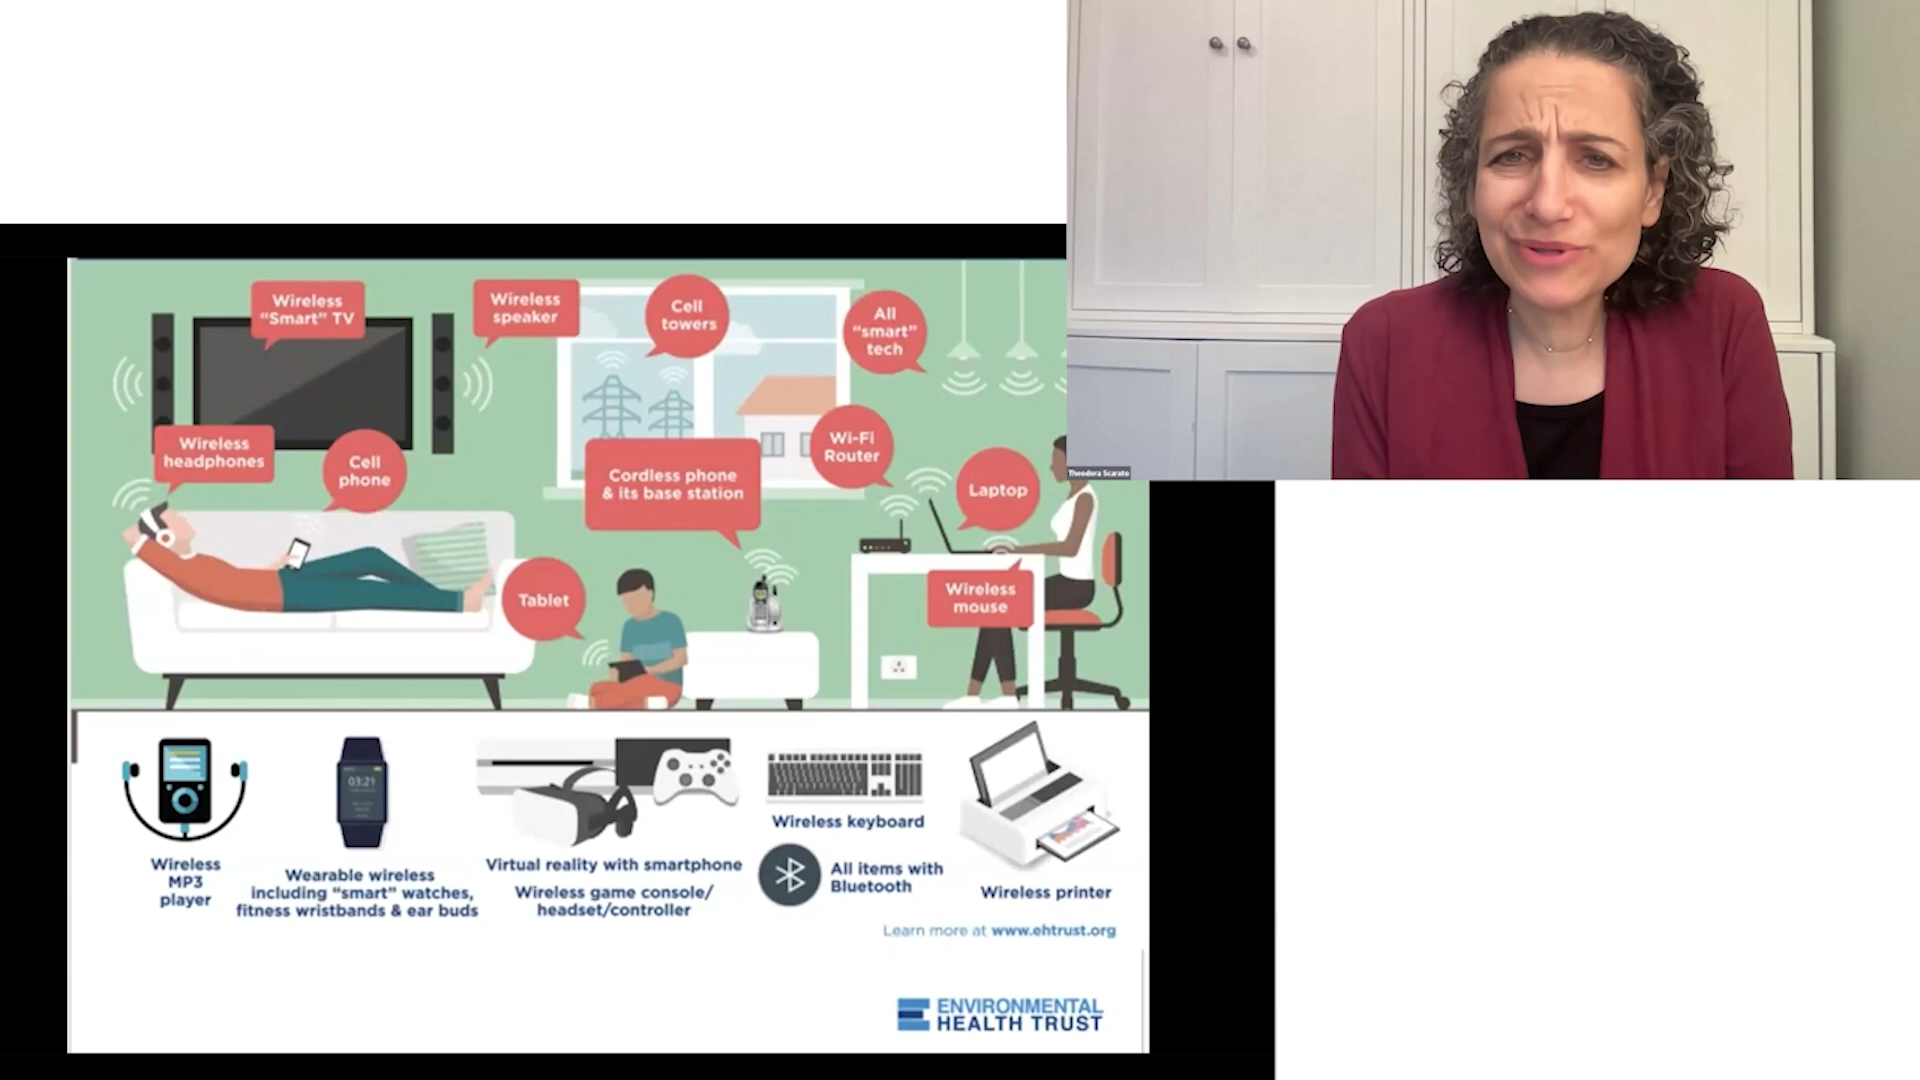 Wireless
“Smart” TV
Wireless
speaker
Cell
towers
All
“smart”
tech
Wireless
headphones
Cell
phone
Cordless phone
& its base station
Wi-Fi
Router
Laptop
Tablet
Wireless
mouse
03:21
Wireless
MP3
player
Wearable wireless
including “smart” watches,
fitness wristbands & ear buds
Virtual reality with smartphone
Wireless game console/
headset/controller
Wireless keyboard
All items with
Bluetooth
Wireless printer
Learn more at www.ehtrust.org
ENVIRONMENTAL
HEALTH TRUST
Theodora Scarato